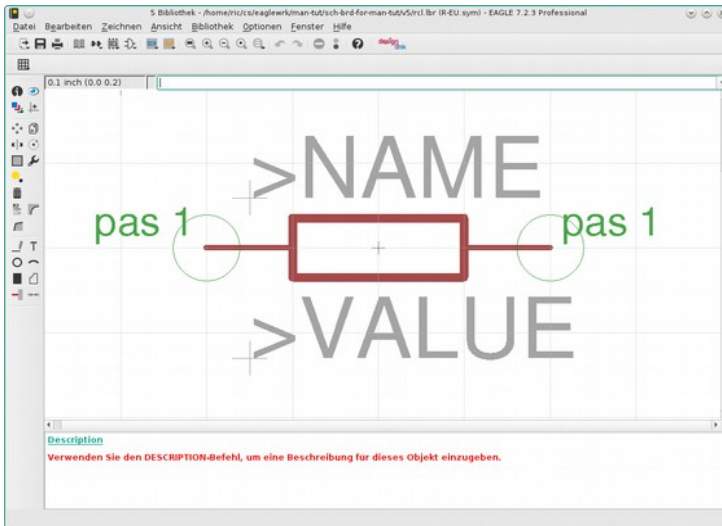 5 Bibliothek - /home/ric/cs/eaglewrk/man-tut/sch-brd-for-man-tut/v5/rcl.lbr (R-EU.sym) - EAGLE 7.2.3 Professional
Datei Bearbeiten Zeichnen Ansicht Bibliothek Optionen Fenster Hilfe
design link
0.1 inch (0.0 0.2)
>NAME
pas 1 pas 1
>VALUE
Description
Verwenden Sie den DESCRIPTION-Befehl, um eine Beschreibung für dieses Objekt einzugeben.